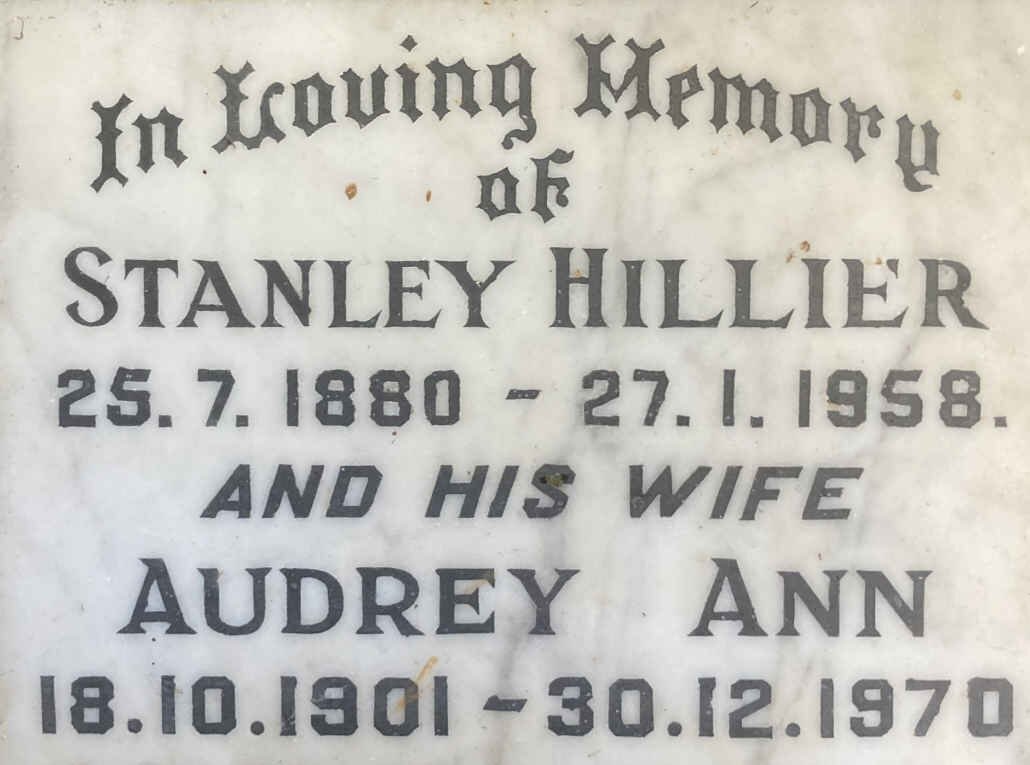 In Loving Memory
of
STANLEY HILLIER
25.7.1880 - 27.1.1958.
AND HIS WIFE
AUDREY ANN
18.10.1901 - 30.12.1970